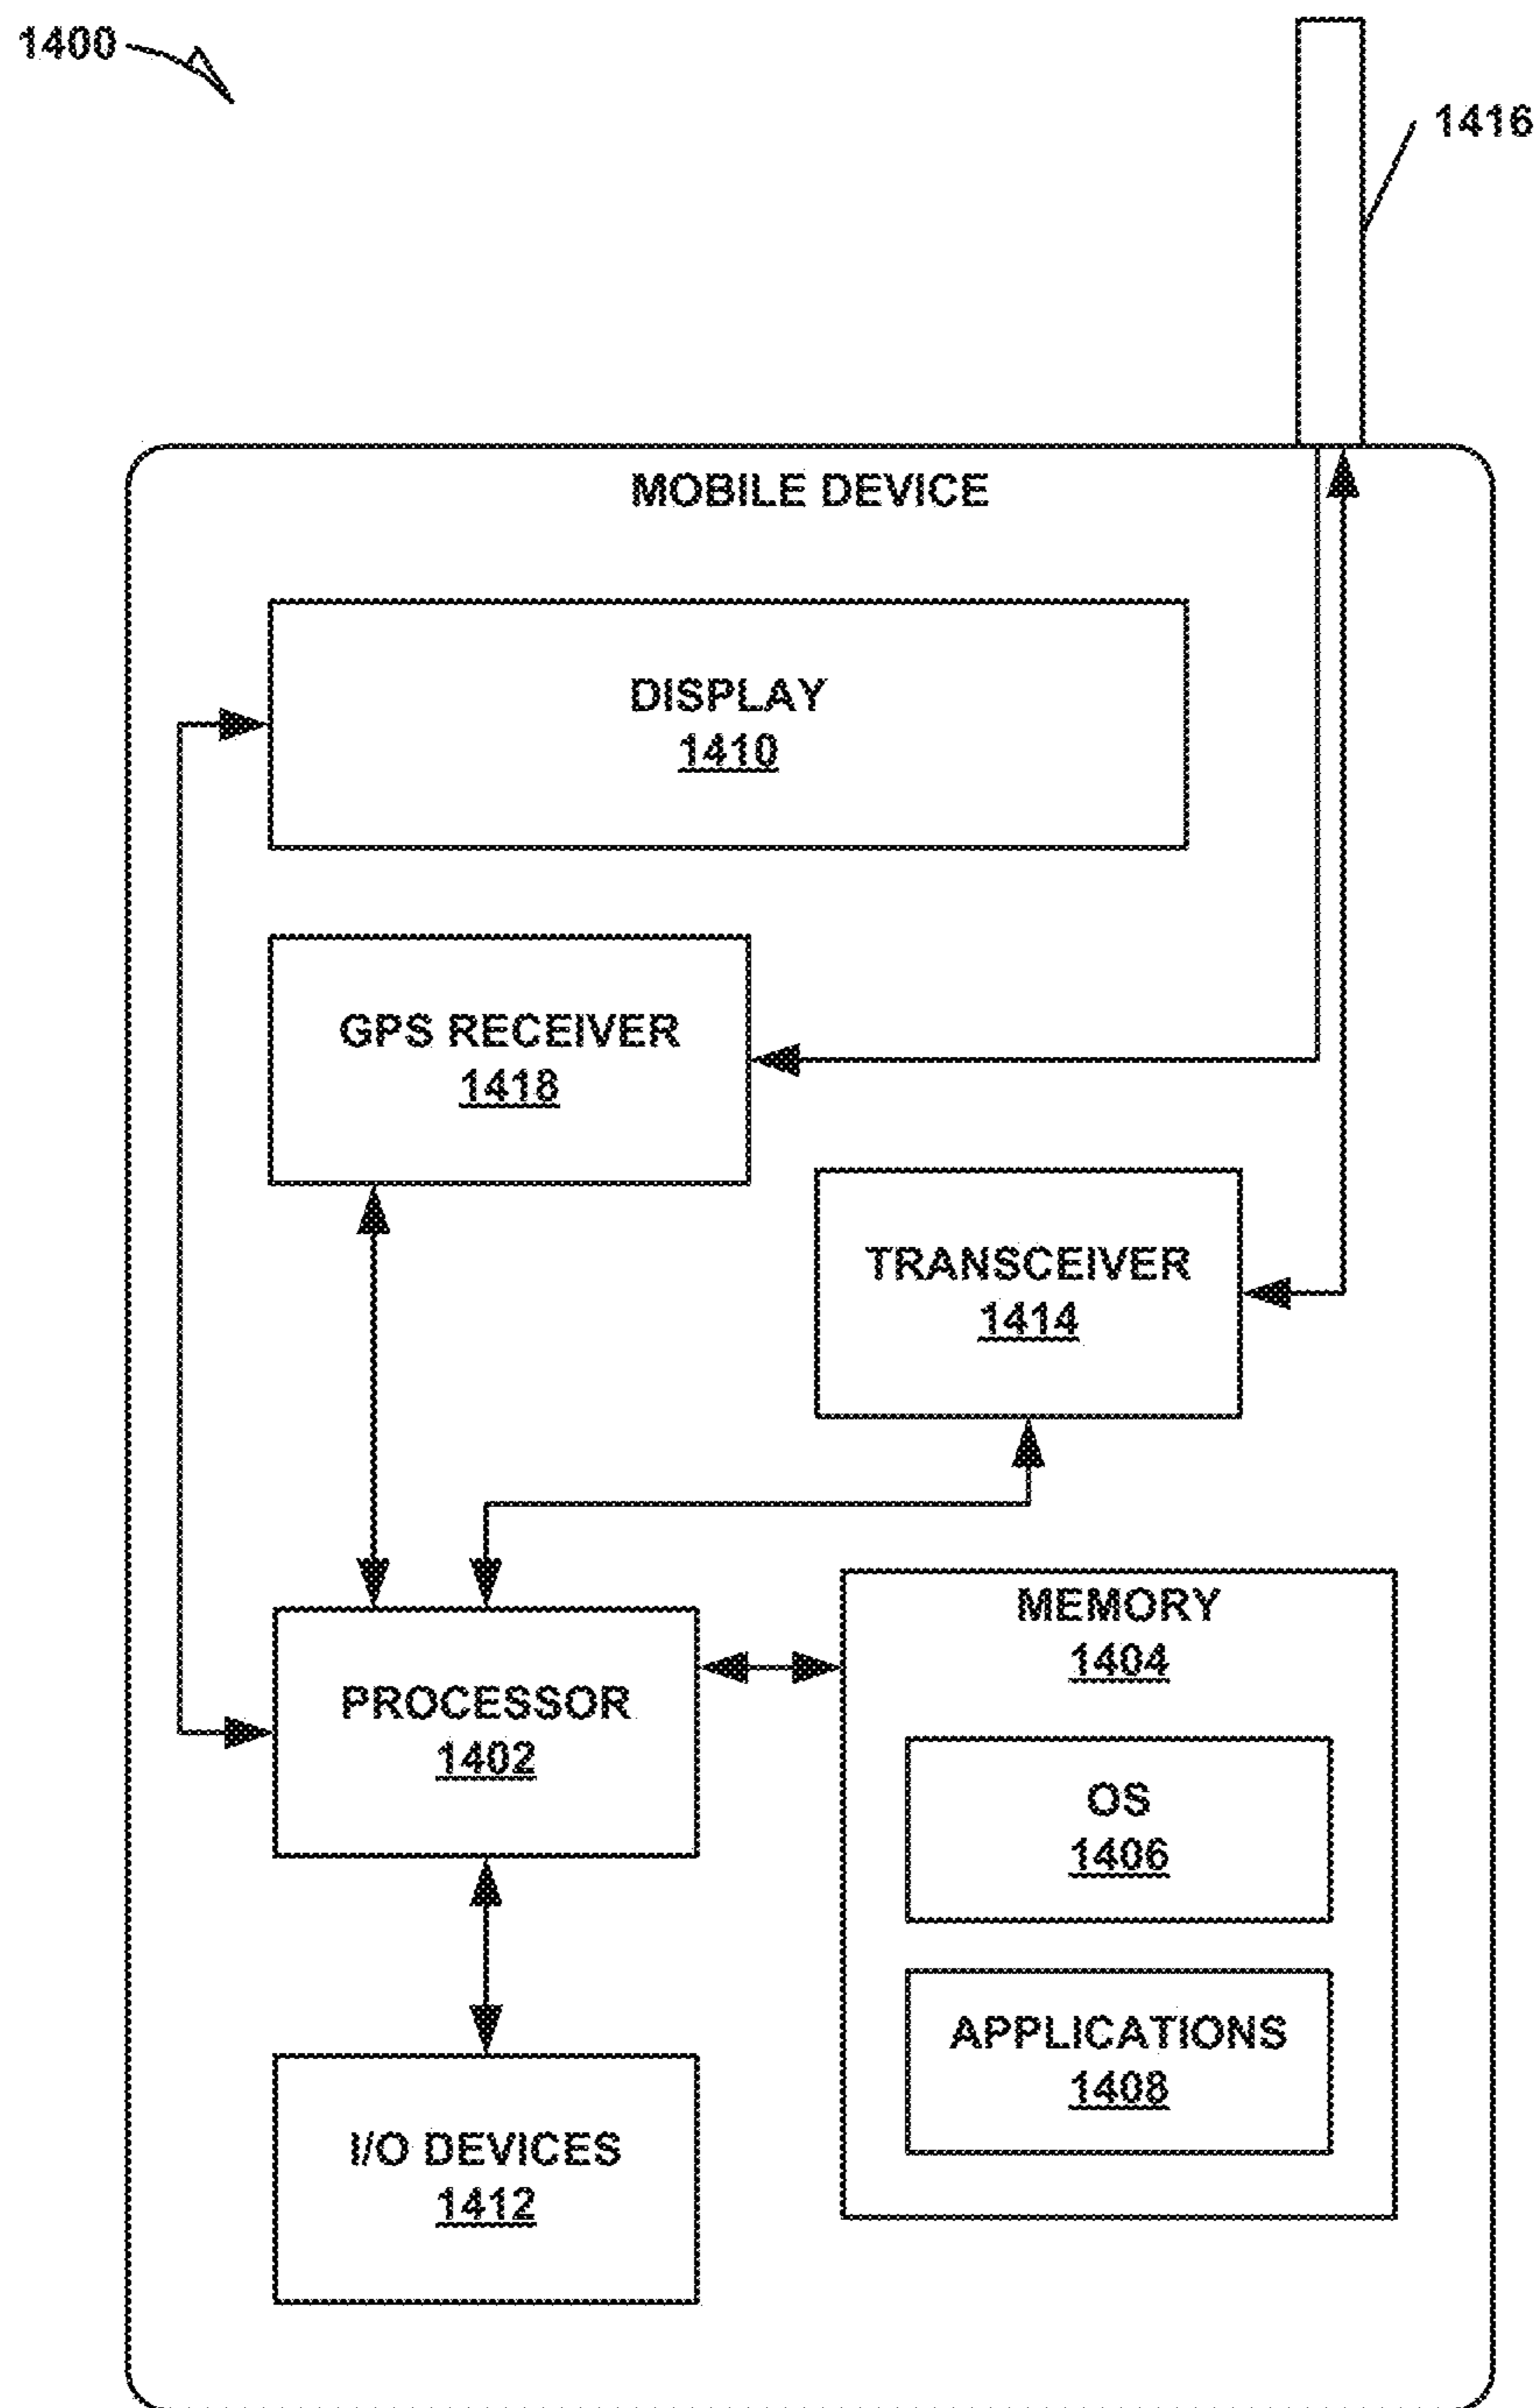 1400
1416
MOBILE DEVICE
DISPLAY
1410
GPS RECEIVER
1418
TRANSCEIVER
1414
MEMORY
1404
PROCESSOR
1402
OS
1406
APPLICATIONS
1408
I/O DEVICES
1412